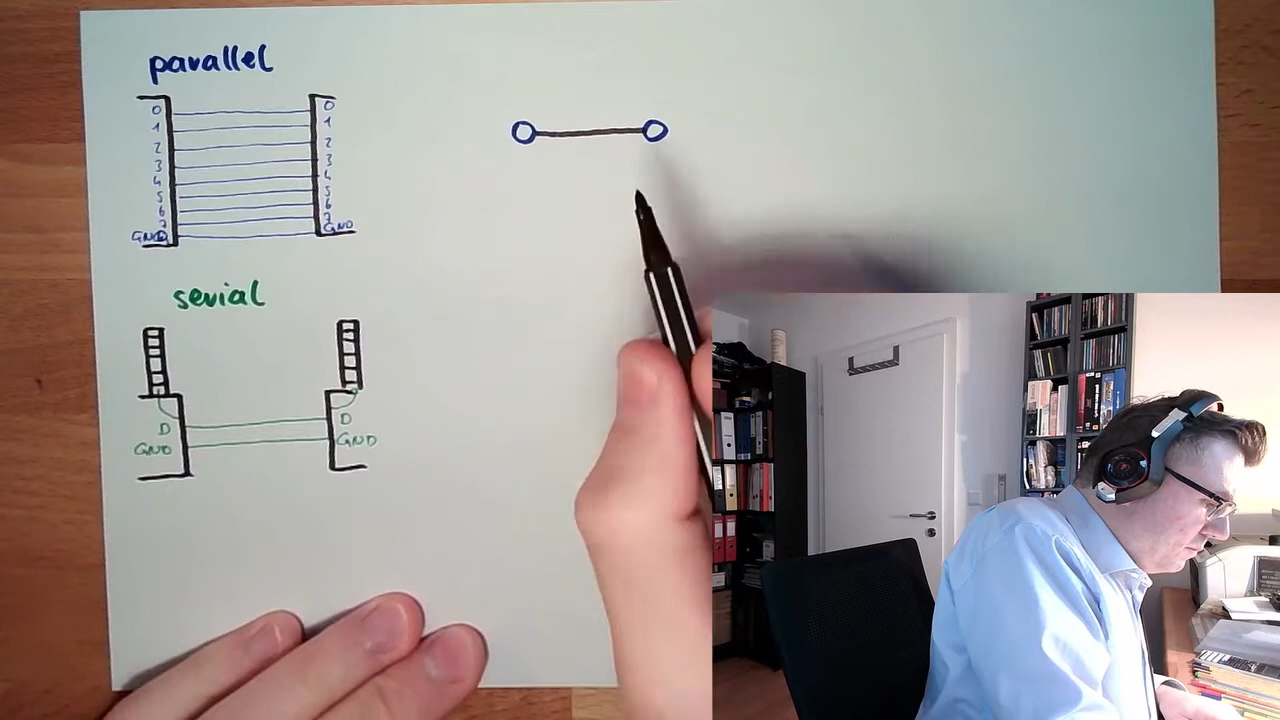 parallel
0 0
1 1
2 2
3 3
4 4
5 5
6 6
7 7
GND GND
serial
D D
GND GND